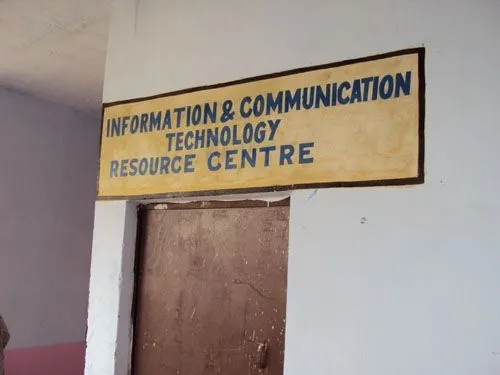 INFORMATION & COMMUNICATION
TECHNOLOGY
RESOURCE CENTRE